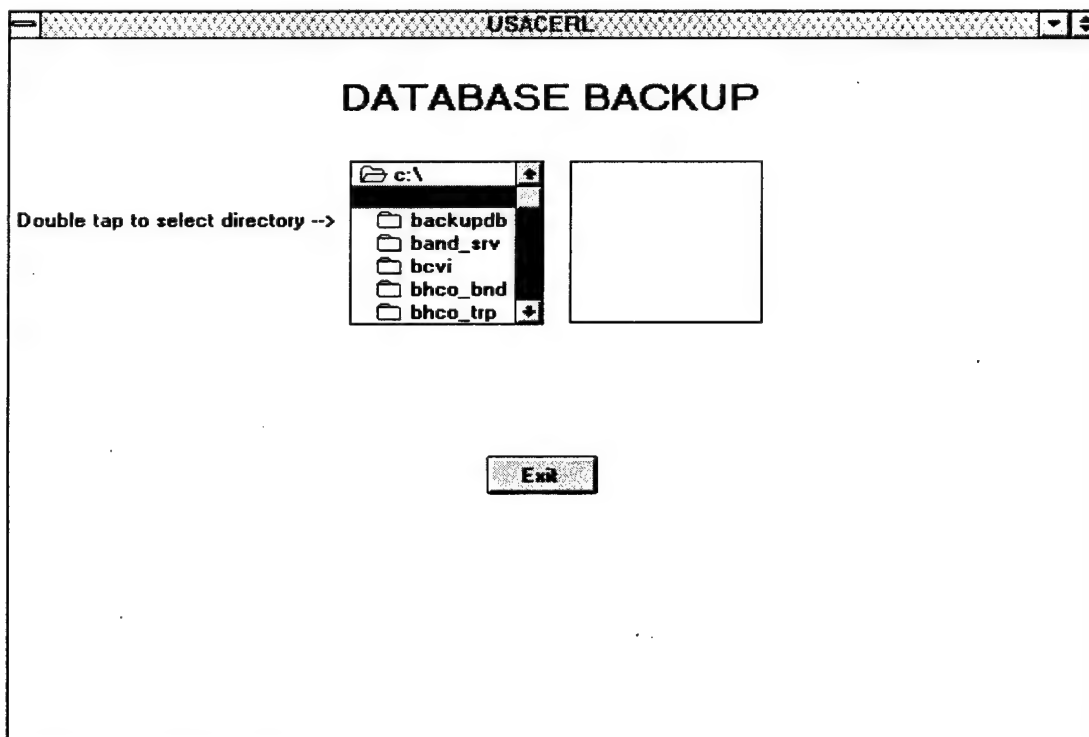 USACERL
DATABASE BACKUP
c:\
Double tap to select directory -->
backupdb
band_srv
bcvi
bhco_bnd
bhco_trp
Exit